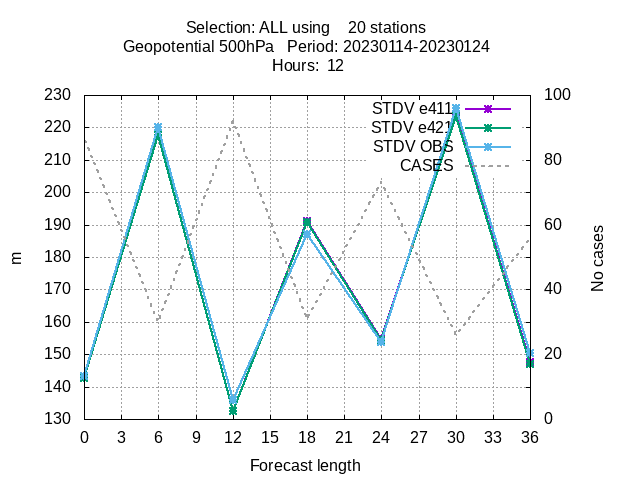 Selection: ALL using 20 stations
Geopotential 500hPa Period: 20230114-20230124
Hours: 12
230
220
210
200
190
180
170
160
150
140
130
m
100
80
60
40
20
0
No cases
STDV e411
STDV e421
STDV OBS
CASES
0 3 6 9 12 15 18 21 24 27 30 33 36
Forecast length